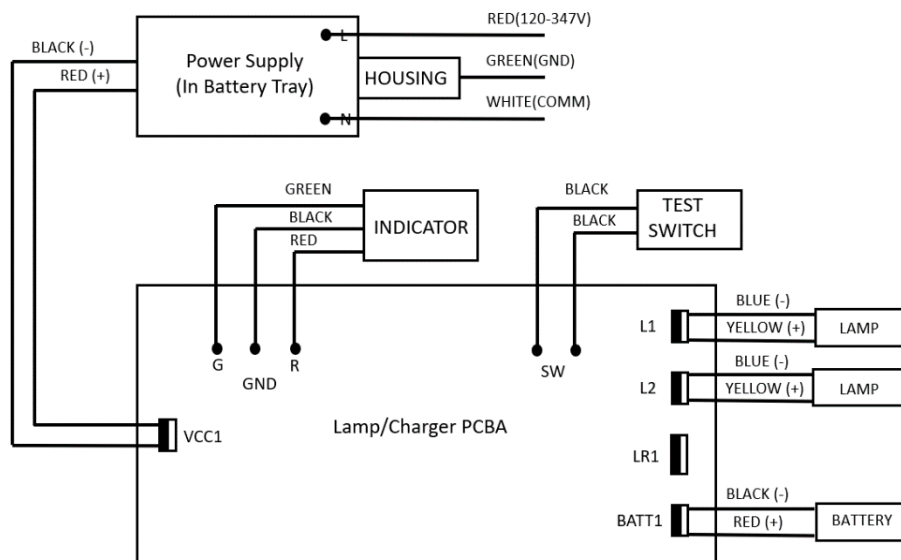 RED(120-347V)
BLACK (-)
L
Power Supply
(In Battery Tray)
RED (+)
HOUSING
GREEN(GND)
WHITE(COMM)
N
GREEN
BLACK
RED
INDICATOR
BLACK
BLACK
TEST
SWITCH
L1
BLUE (-)
YELLOW (+)
LAMP
G
GND
R
SW
L2
BLUE (-)
YELLOW (+)
LAMP
VCC1
Lamp/Charger PCBA
LR1
BATT1
BLACK (-)
RED (+)
BATTERY